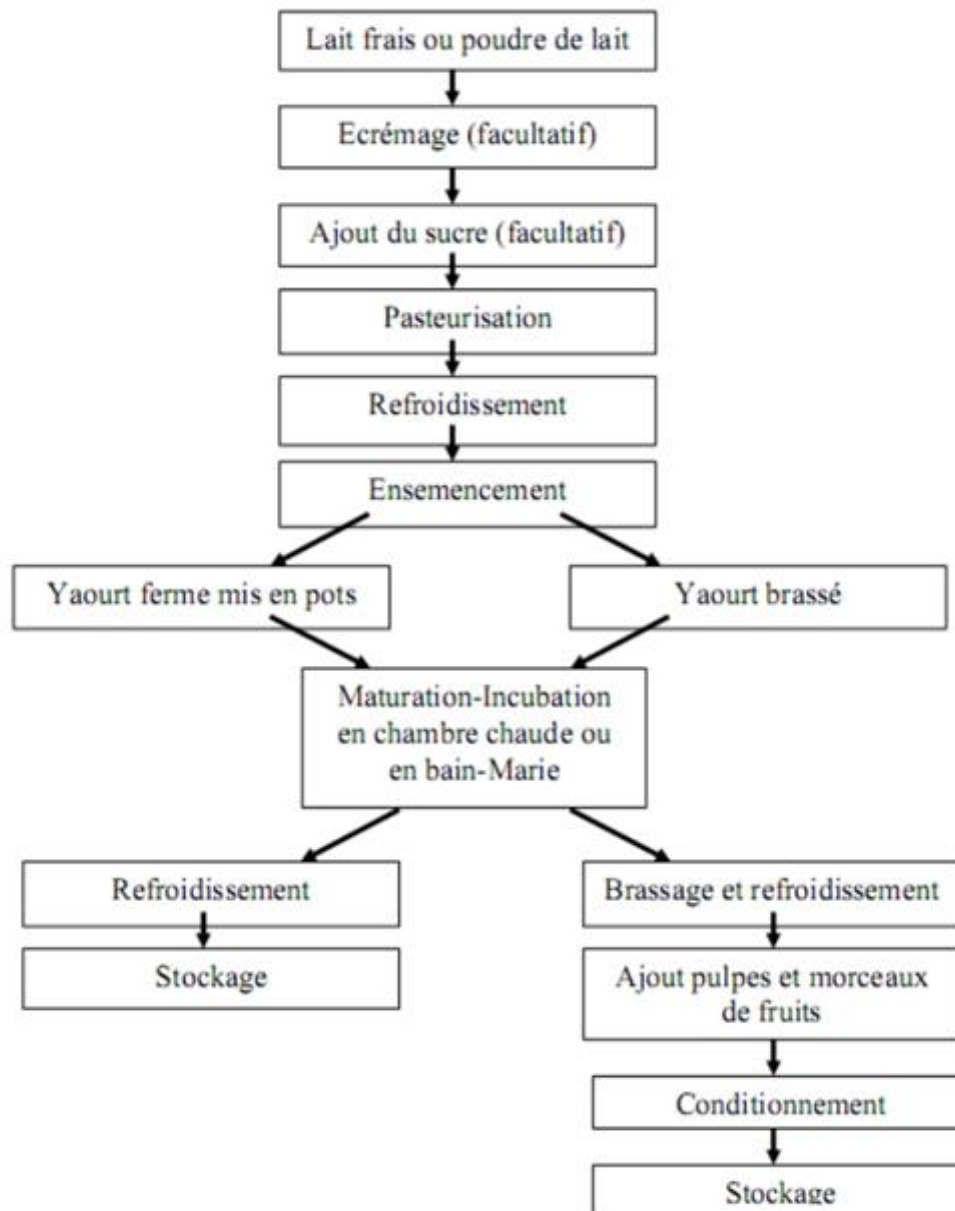 Lait frais ou poudre de lait
Ecrémage (facultatif)
Ajout du sucre (facultatif)
Pasteurisation
Refroidissement
Ensemencement
Yaourt ferme mis en pots
Yaourt brassé
Maturation-Incubation
en chambre chaude ou
en bain-Marie
Refroidissement
Stockage
Brassage et refroidissement
Ajout pulpes et morceaux
de fruits
Conditionnement
Stockage